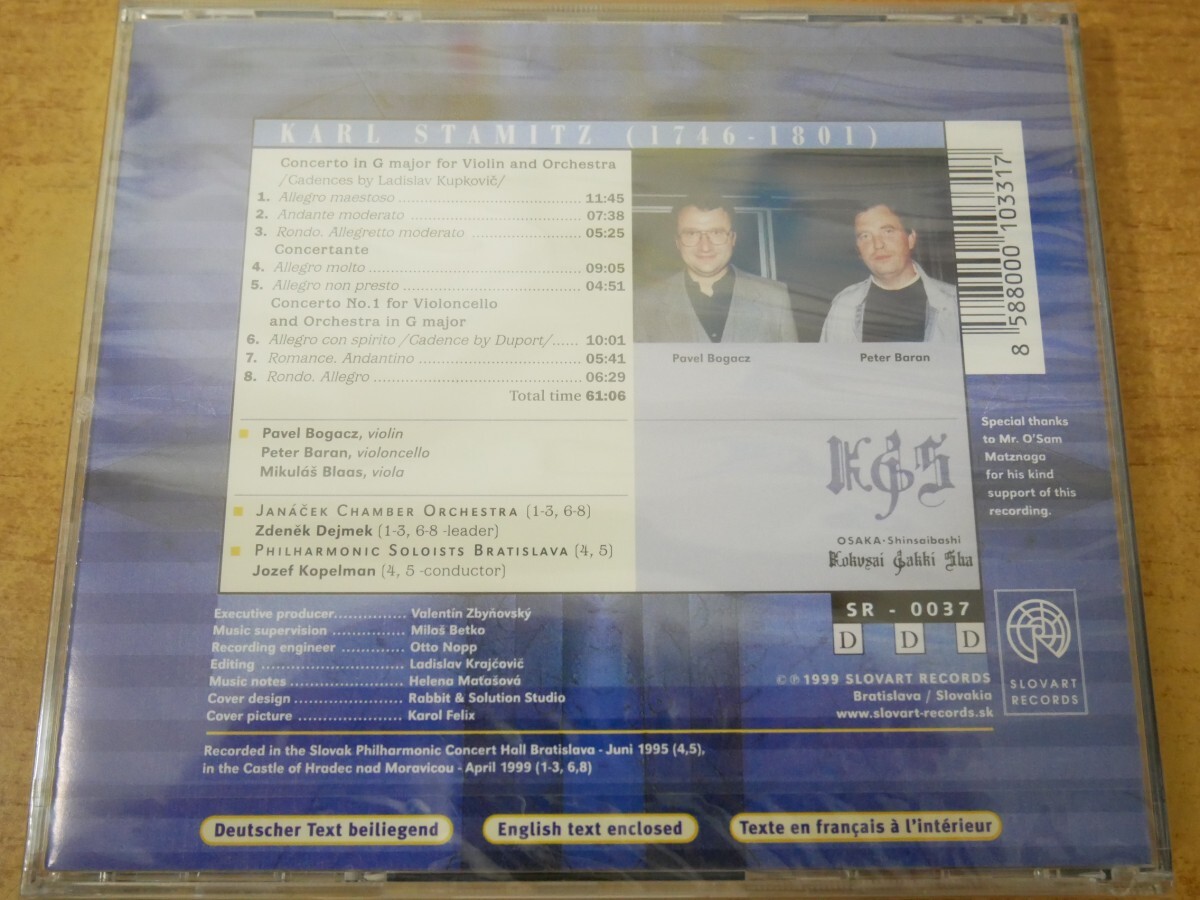 KARL STAMITZ (1746-1801)
Concerto in G major for Violin and Orchestra
/Cadences by Ladislav Kupkovič/
1. Allegro maestoso ........ 11:45
2. Andante moderato ........ 07:38
3. Rondo. Allegretto moderato ........ 05:25
Concertante
4. Allegro molto ........ 09:05
5. Allegro non presto ........ 04:51
Concerto No.1 for Violoncello
and Orchestra in G major
6. Allegro con spirito /Cadence by Duport/...... 10:01
7. Romance. Andantino ........ 05:41
8. Rondo. Allegro ........ 06:29
Total time 61:06
Pavel Bogacz, violin
Peter Baran, violoncello
Mikuláš Blaas, viola
JANÁČEK CHAMBER ORCHESTRA (1-3, 6-8)
Zdeněk Dejmek (1-3, 6-8 -leader)
PHILHARMONIC SOLOISTS BRATISLAVA (4, 5)
Jozef Kopelman (4, 5 -conductor)
Pavel Bogacz
Peter Baran
8 588000 103317
Special thanks
to Mr. O'Sam
Matznaga
for his kind
support of this
recording.
KGS
OSAKA·Shinsaibashi
Kokusai Gakki Sha
SR - 0037
D D D
©℗ 1999 SLOVART RECORDS
Bratislava / Slovakia
www.slovart-records.sk
SLOVART
RECORDS
Executive producer............... Valentín Zbyňovský
Music supervision ............... Miloš Betko
Recording engineer ............. Otto Nopp
Editing ................................. Ladislav Krajčovič
Music notes ......................... Helena Maťašová
Cover design ....................... Rabbit & Solution Studio
Cover picture ...................... Karol Felix
Recorded in the Slovak Philharmonic Concert Hall Bratislava - Juni 1995 (4,5),
in the Castle of Hradec nad Moravicou - April 1999 (1-3, 6,8)
Deutscher Text beiliegend
English text enclosed
Texte en français à l'intérieur